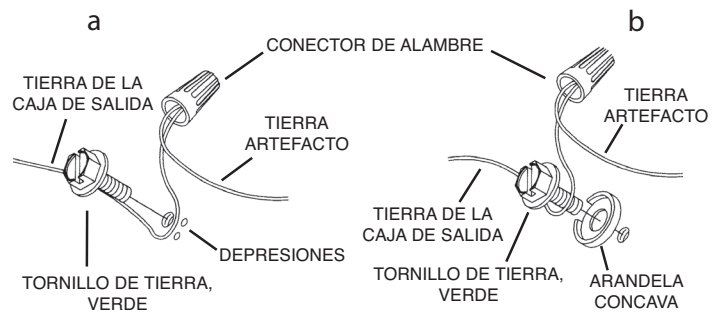 a
b
CONECTOR DE ALAMBRE
TIERRA DE LA
CAJA DE SALIDA
TIERRA
ARTEFACTO
DEPRESIONES
TORNILLO DE TIERRA,
VERDE
TIERRA
ARTEFACTO
TIERRA DE LA
CAJA DE SALIDA
TORNILLO DE TIERRA,
VERDE
ARANDELA
CONCAVA